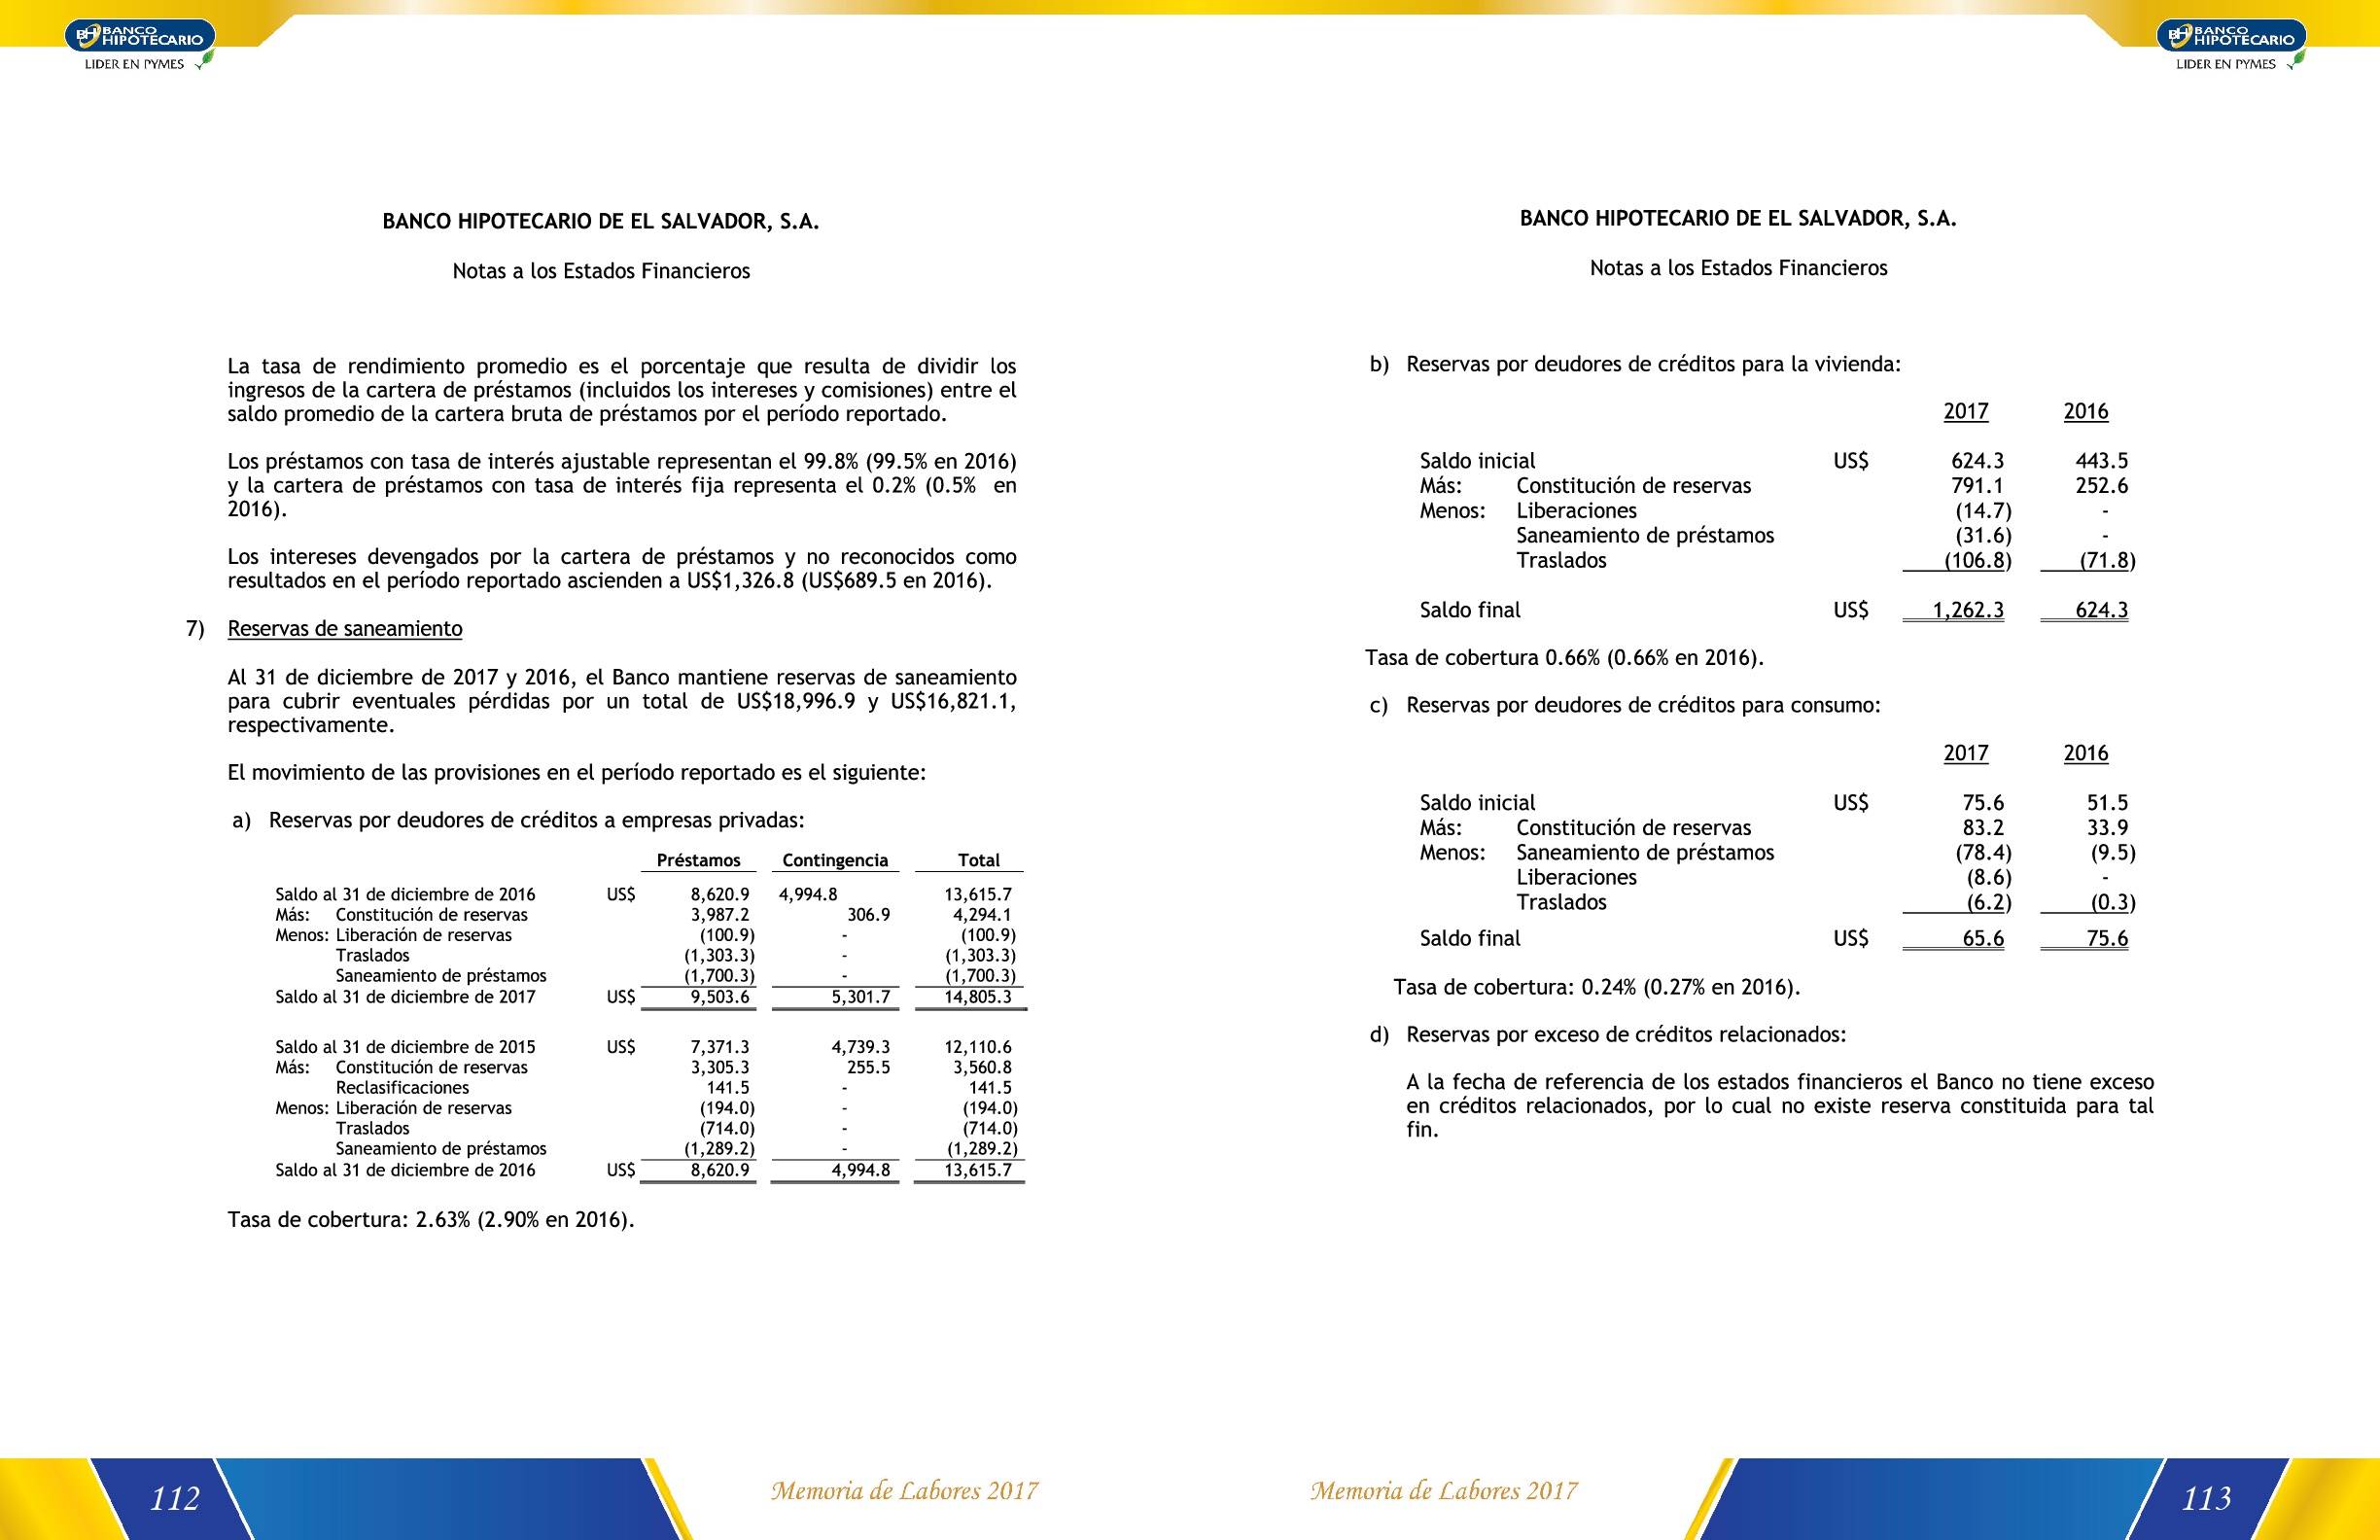 BANCO
HIPOTECARIO
LIDER EN PYMES
BANCO HIPOTECARIO DE EL SALVADOR, S.A.
Notas a los Estados Financieros
La tasa de rendimiento promedio es el porcentaje que resulta de dividir los
ingresos de la cartera de préstamos (incluidos los intereses y comisiones) entre el
saldo promedio de la cartera bruta de préstamos por el período reportado.
Los préstamos con tasa de interés ajustable representan el 99.8% (99.5% en 2016)
y la cartera de préstamos con tasa de interés fija representa el 0.2% (0.5% en
2016).
Los intereses devengados por la cartera de préstamos y no reconocidos como
resultados en el período reportado ascienden a US$1,326.8 (US$689.5 en 2016).
7) Reservas de saneamiento
Al 31 de diciembre de 2017 y 2016, el Banco mantiene reservas de saneamiento
para cubrir eventuales pérdidas por un total de US$18,996.9 y US$16,821.1,
respectivamente.
El movimiento de las provisiones en el período reportado es el siguiente:
a) Reservas por deudores de créditos a empresas privadas:
Préstamos Contingencia Total
Saldo al 31 de diciembre de 2016 US$ 8,620.9 4,994.8 13,615.7
Más: Constitución de reservas 3,987.2 306.9 4,294.1
Menos: Liberación de reservas (100.9) - (100.9)
Traslados (1,303.3) - (1,303.3)
Saneamiento de préstamos (1,700.3) - (1,700.3)
Saldo al 31 de diciembre de 2017 US$ 9,503.6 5,301.7 14,805.3
Saldo al 31 de diciembre de 2015 US$ 7,371.3 4,739.3 12,110.6
Más: Constitución de reservas 3,305.3 255.5 3,560.8
Reclasificaciones 141.5 - 141.5
Menos: Liberación de reservas (194.0) - (194.0)
Traslados (714.0) - (714.0)
Saneamiento de préstamos (1,289.2) - (1,289.2)
Saldo al 31 de diciembre de 2016 US$ 8,620.9 4,994.8 13,615.7
Tasa de cobertura: 2.63% (2.90% en 2016).
112
Memoria de Labores 2017
BANCO
HIPOTECARIO
LIDER EN PYMES
BANCO HIPOTECARIO DE EL SALVADOR, S.A.
Notas a los Estados Financieros
b) Reservas por deudores de créditos para la vivienda:
2017 2016
Saldo inicial US$ 624.3 443.5
Más: Constitución de reservas 791.1 252.6
Menos: Liberaciones (14.7) -
Saneamiento de préstamos (31.6) -
Traslados (106.8) (71.8)
Saldo final US$ 1,262.3 624.3
Tasa de cobertura 0.66% (0.66% en 2016).
c) Reservas por deudores de créditos para consumo:
2017 2016
Saldo inicial US$ 75.6 51.5
Más: Constitución de reservas 83.2 33.9
Menos: Saneamiento de préstamos (78.4) (9.5)
Liberaciones (8.6) -
Traslados (6.2) (0.3)
Saldo final US$ 65.6 75.6
Tasa de cobertura: 0.24% (0.27% en 2016).
d) Reservas por exceso de créditos relacionados:
A la fecha de referencia de los estados financieros el Banco no tiene exceso
en créditos relacionados, por lo cual no existe reserva constituida para tal
fin.
Memoria de Labores 2017
113